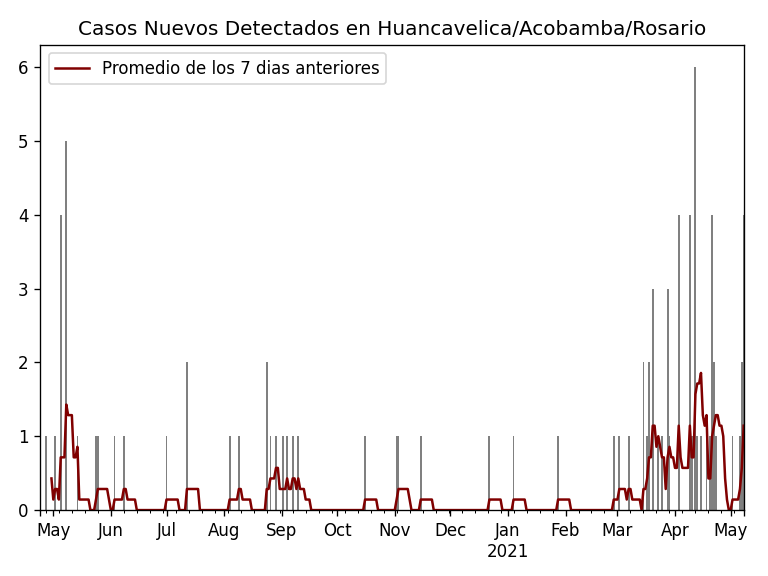 Casos Nuevos Detectados en Huancavelica/Acobamba/Rosario
Promedio de los 7 dias anteriores
6
5
4
3
2
1
0
May Jun Jul Aug Sep Oct Nov Dec Jan Feb Mar Apr May
2021